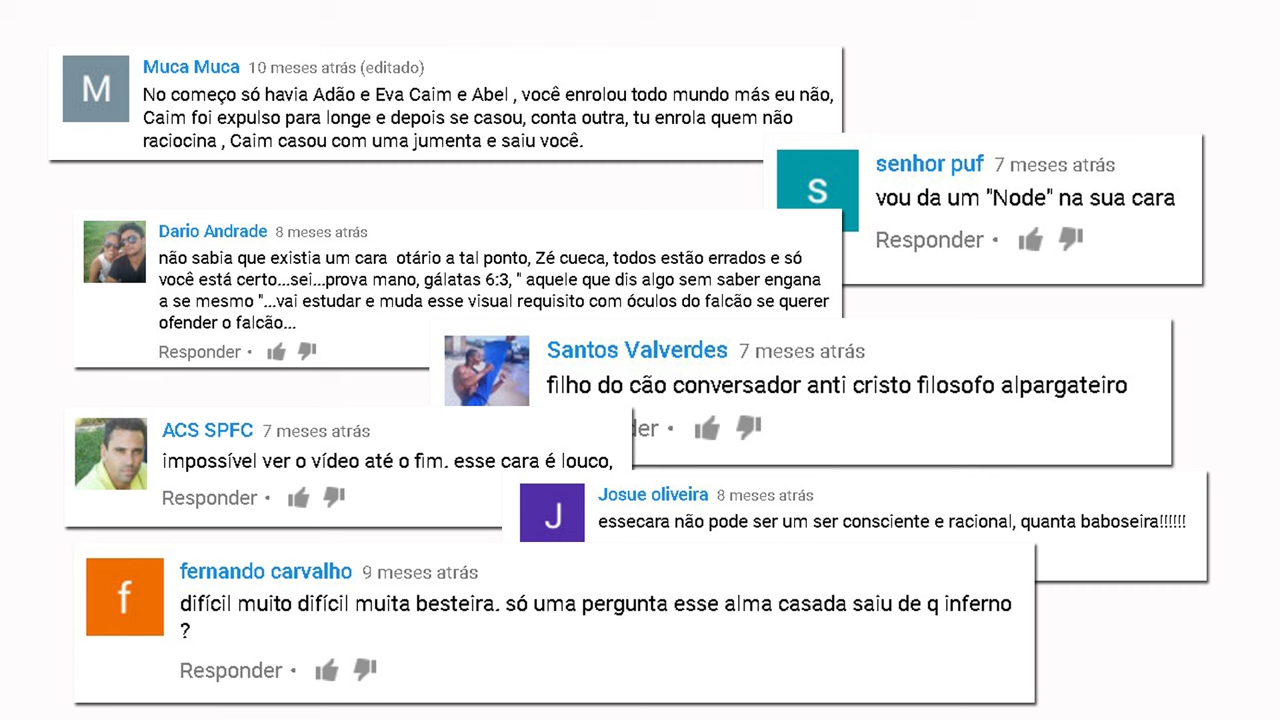 M
Muca Muca 10 meses atrás (editado)
No começo só havia Adão e Eva Caim e Abel , você enrolou todo mundo más eu não,
Caim foi expulso para longe e depois se casou, conta outra, tu enrola quem não
raciocina , Caim casou com uma jumenta e saiu você.
s
senhor puf 7 meses atrás
vou da um "Node" na sua cara
Responder •
Dario Andrade 8 meses atrás
não sabia que existia um cara otário a tal ponto, Zé cueca, todos estão errados e só
você está certo...sei...prova mano, gálatas 6:3, " aquele que dis algo sem saber engana
a se mesmo "...vai estudar e muda esse visual requisito com óculos do falcão se querer
ofender o falcão...
Responder •
Santos Valverdes 7 meses atrás
filho do cão conversador anti cristo filosofo alpargateiro
der •
ACS SPFC 7 meses atrás
impossível ver o vídeo até o fim. esse cara é louco,
Responder •
J
Josue oliveira 8 meses atrás
essecara não pode ser um ser consciente e racional, quanta baboseira!!!!!!
f
fernando carvalho 9 meses atrás
difícil muito difícil muita besteira. só uma pergunta esse alma casada saiu de q inferno
?
Responder •